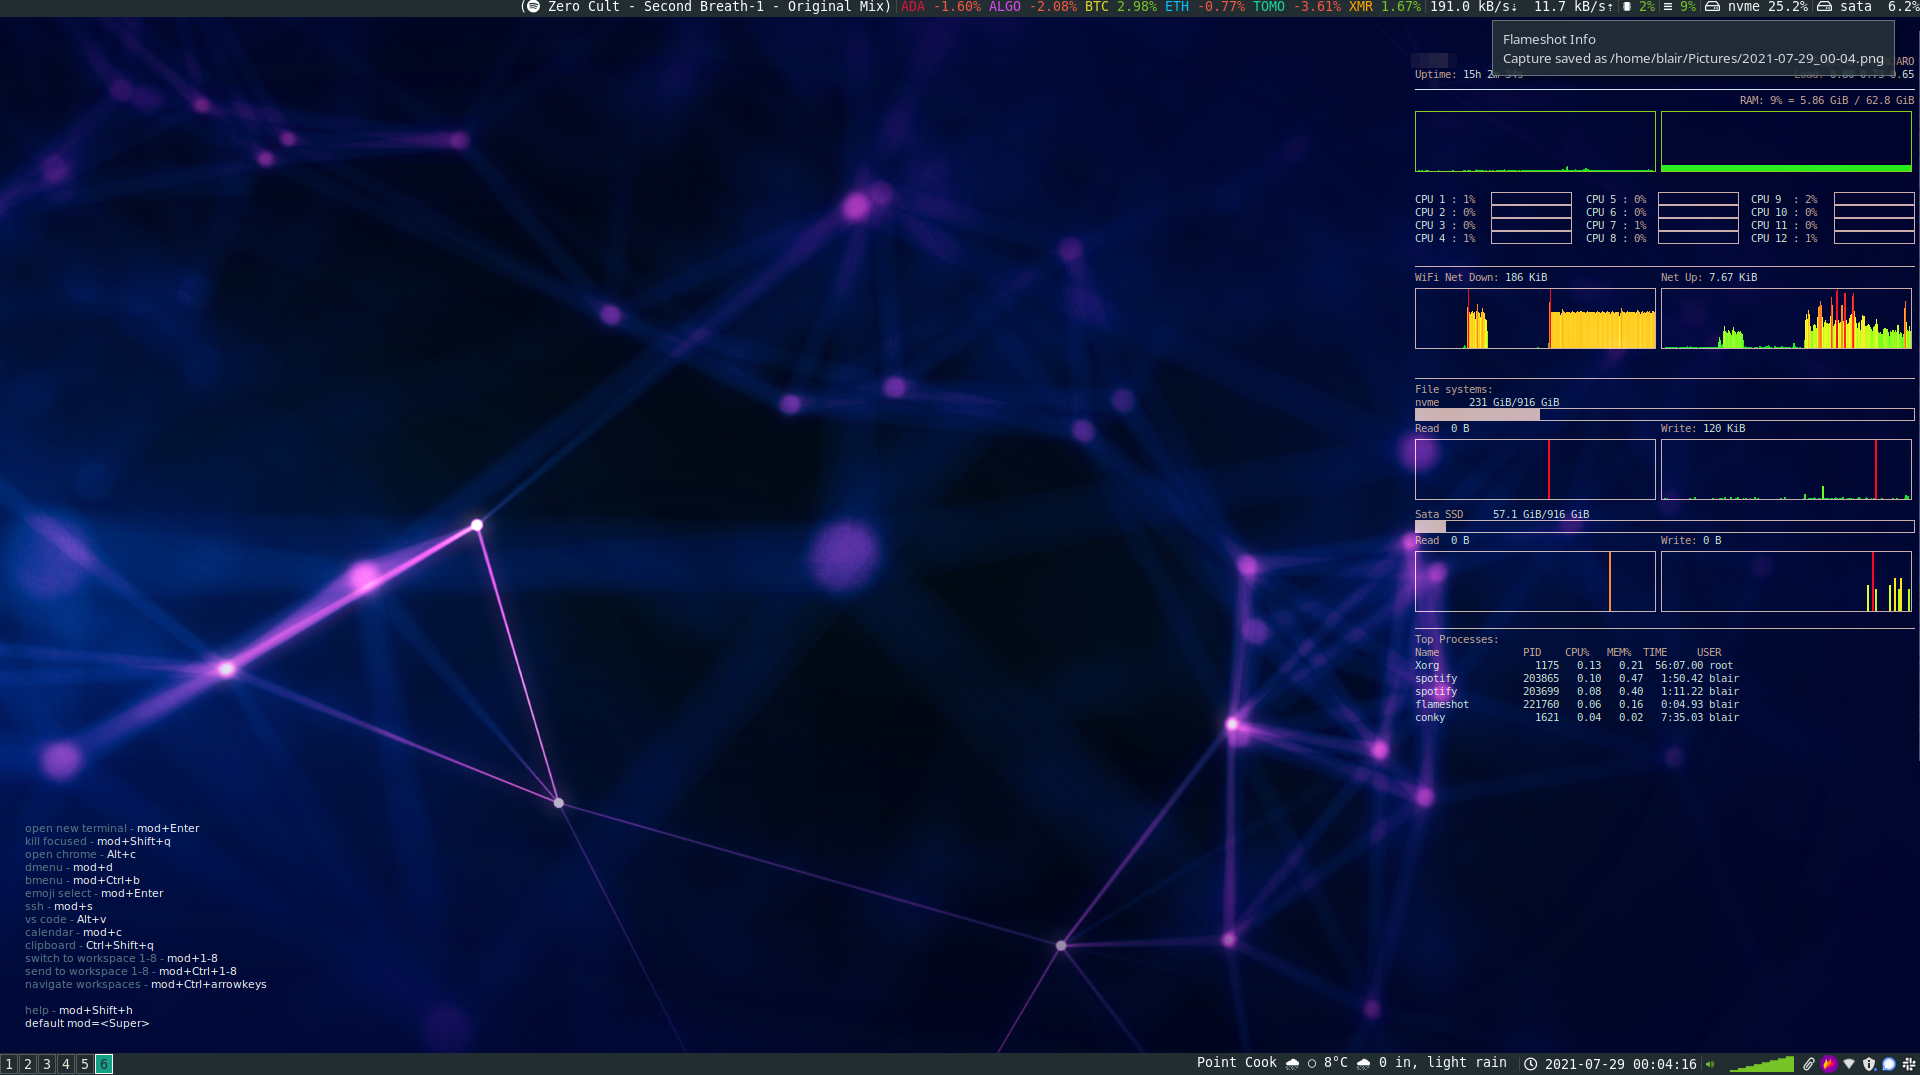 ( Zero Cult - Second Breath-1 - Original Mix) ADA -1.60% ALGO -2.08% BTC 2.98% ETH -0.77% TOMO -3.61% XMR 1.67% 191.0 kB/s↓ 11.7 kB/s↑ 2% 9% nvme 25.2% sata 6.2%
Flameshot Info
Capture saved as /home/blair/Pictures/2021-07-29_00-04.png
Uptime: 15h
RAM: 9% = 5.86 GiB / 62.8 GiB
CPU 1 : 1% CPU 5 : 0% CPU 9 : 2%
CPU 2 : 0% CPU 6 : 0% CPU 10 : 0%
CPU 3 : 0% CPU 7 : 1% CPU 11 : 0%
CPU 4 : 1% CPU 8 : 0% CPU 12 : 1%
WiFi Net Down: 186 KiB Net Up: 7.67 KiB
File systems:
nvme 231 GiB/916 GiB
Read 0 B Write: 120 KiB
Sata SSD 57.1 GiB/916 GiB
Read 0 B Write: 0 B
Top Processes:
Name PID CPU% MEM% TIME USER
Xorg 1175 0.13 0.21 56:07.00 root
spotify 203865 0.10 0.47 1:50.42 blair
spotify 203699 0.08 0.40 1:11.22 blair
flameshot 221760 0.06 0.16 0:04.93 blair
conky 1621 0.04 0.02 7:35.03 blair
open new terminal - mod+Enter
kill focused - mod+Shift+q
open chrome - Alt+c
dmenu - mod+d
bmenu - mod+Ctrl+b
emoji select - mod+Enter
ssh - mod+s
vs code - Alt+v
calendar - mod+c
clipboard - Ctrl+Shift+q
switch to workspace 1-8 - mod+1-8
send to workspace 1-8 - mod+Ctrl+1-8
navigate workspaces - mod+Ctrl+arrowkeys
help - mod+Shift+h
default mod=<Super>
1 2 3 4 5 6
Point Cook 8°C 0 in, light rain 2021-07-29 00:04:16